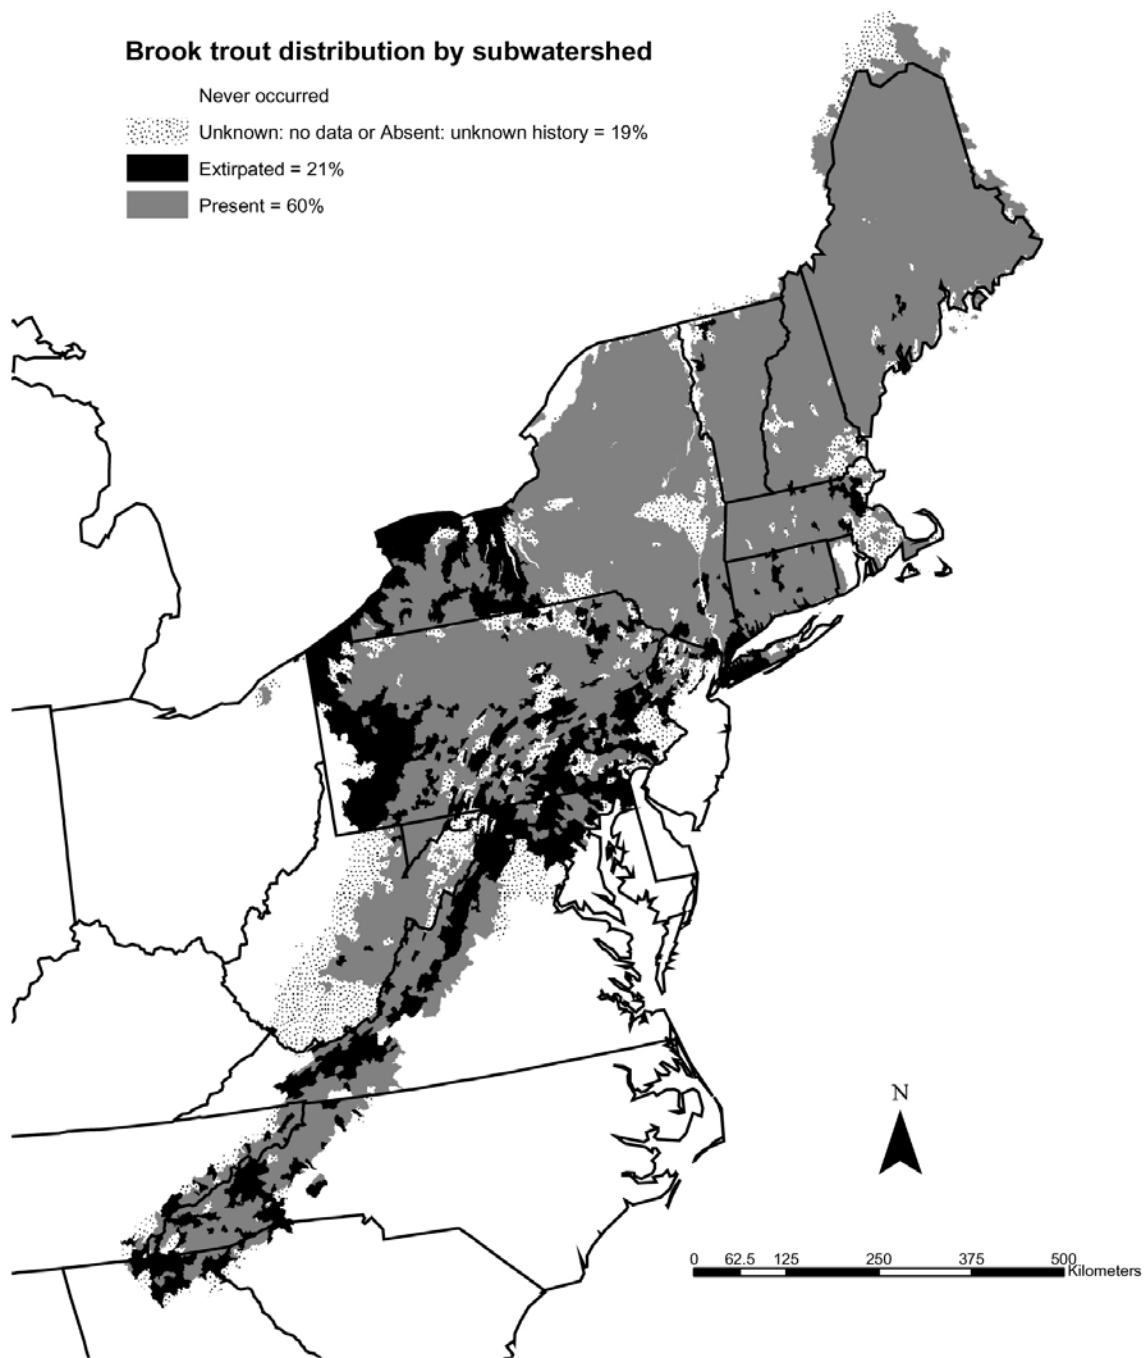 Brook trout distribution by subwatershed
Never occurred
Unknown: no data or Absent: unknown history = 19%
Extirpated = 21%
Present = 60%
N
0 62.5 125 250 375 500
Kilometers